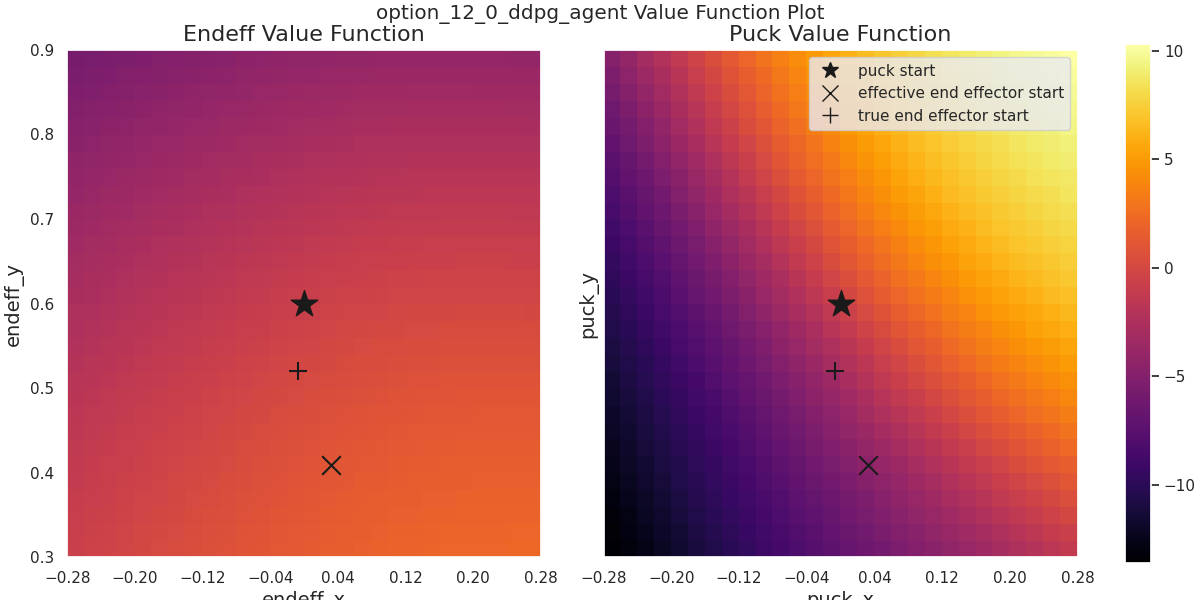 option_12_0_ddpg_agent Value Function Plot
Endeff Value Function
Puck Value Function
0.9
0.8
0.7
0.6
0.5
0.4
0.3
endeff_y
−0.28 −0.20 −0.12 −0.04 0.04 0.12 0.20 0.28
endeff_x
puck start
effective end effector start
true end effector start
puck_y
−0.28 −0.20 −0.12 −0.04 0.04 0.12 0.20 0.28
puck_x
10
5
0
−5
−10